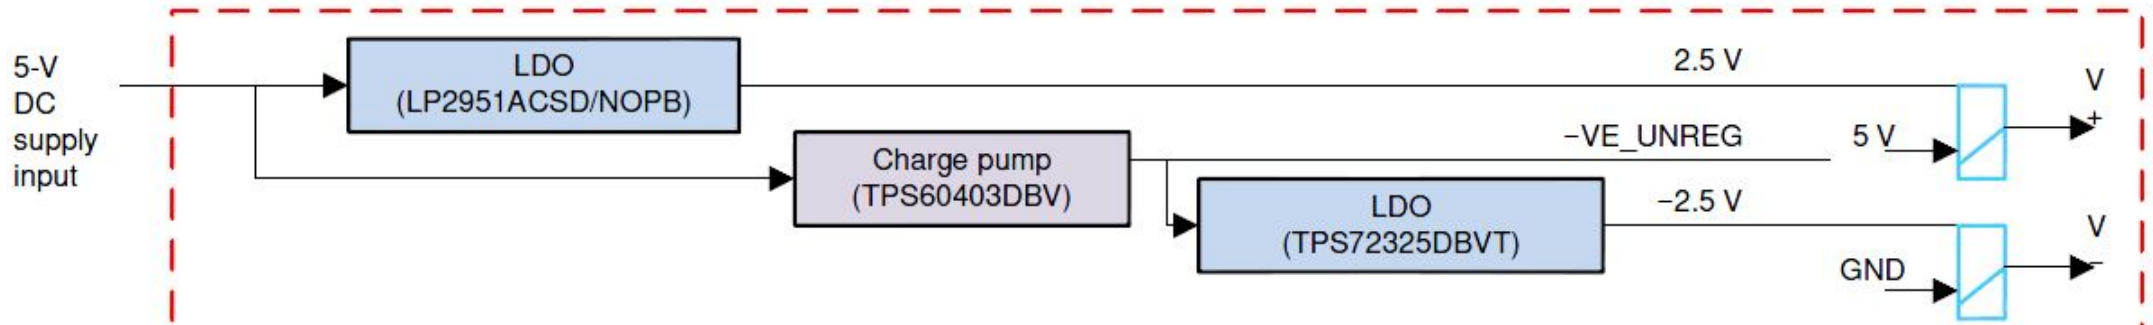 5-V
DC
supply
input
LDO
(LP2951ACSD/NOPB)
2.5 V
V
+
Charge pump
(TPS60403DBV)
−VE_UNREG
5 V
LDO
(TPS72325DBVT)
−2.5 V
V
−
GND